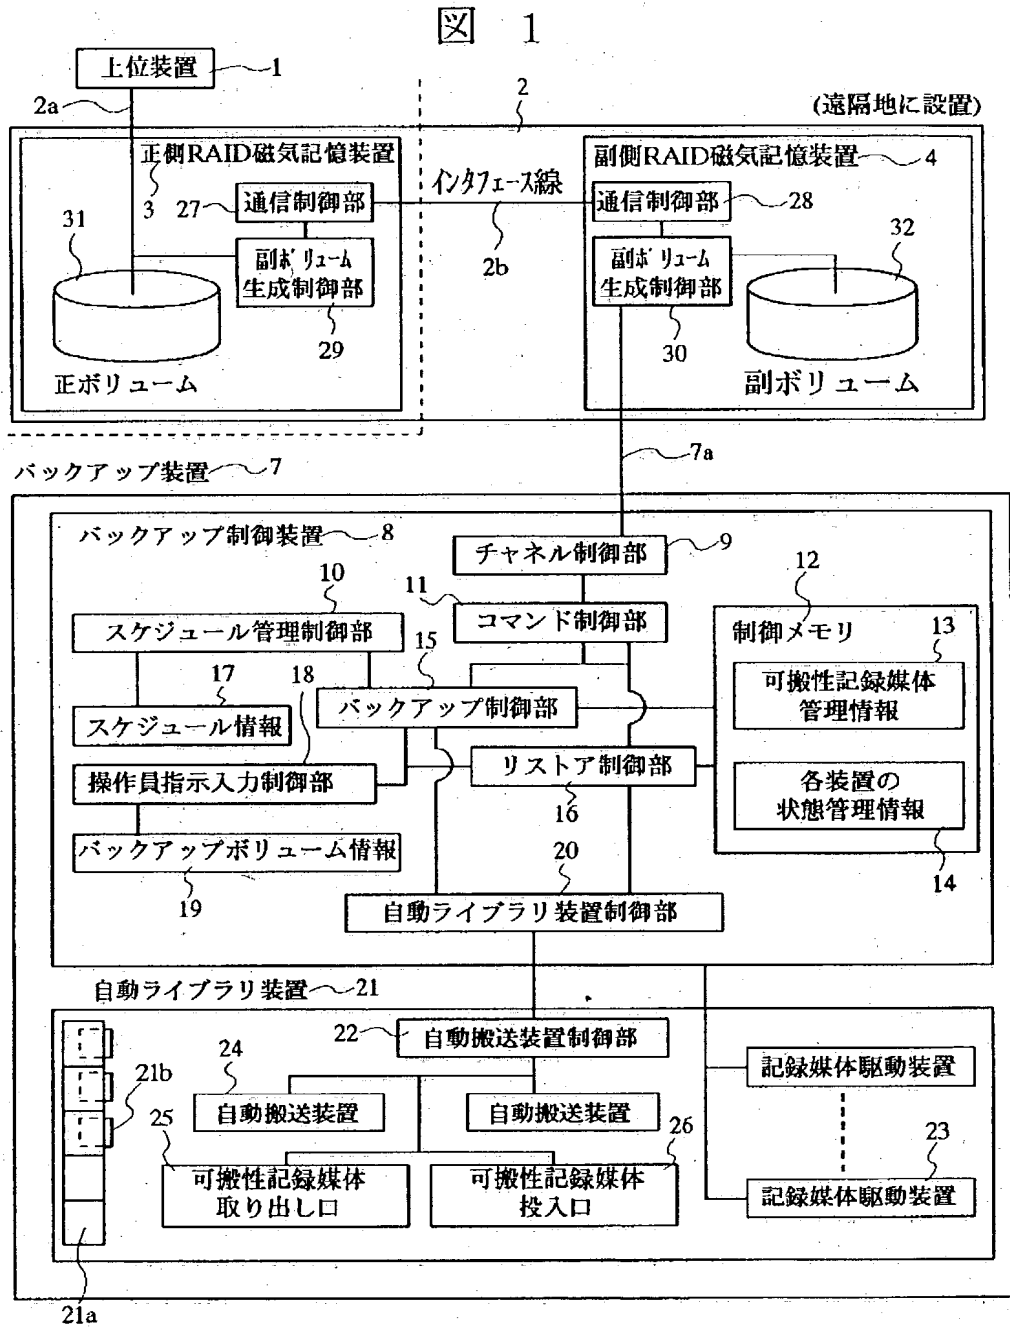 図 1
上位装置
1
2a
2
(遠隔地に設置)
正側RAID磁気記憶装置
3
副側RAID磁気記憶装置
4
インタフェース線
2b
27
通信制御部
通信制御部
28
31
副ボリューム
生成制御部
29
副ボリューム
生成制御部
30
32
正ボリューム
副ボリューム
7a
バックアップ装置
7
バックアップ制御装置
8
チャネル制御部
9
10
スケジュール管理制御部
11
コマンド制御部
12
制御メモリ
13
可搬性記録媒体
管理情報
15
バックアップ制御部
17
スケジュール情報
18
操作員指示入力制御部
リストア制御部
16
各装置の
状態管理情報
14
バックアップボリューム情報
19
20
自動ライブラリ装置制御部
自動ライブラリ装置
21
22
自動搬送装置制御部
21b
24
自動搬送装置
自動搬送装置
記録媒体駆動装置
25
可搬性記録媒体
取り出し口
26
可搬性記録媒体
投入口
23
記録媒体駆動装置
21a